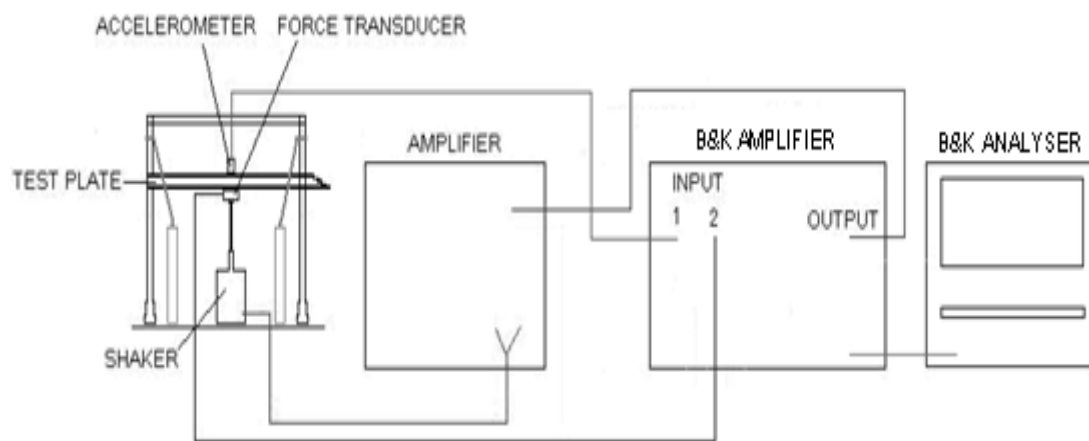 ACCELEROMETER
FORCE TRANSDUCER
AMPLIFIER
B&K AMPLIFIER
B&K ANALYSER
TEST PLATE
INPUT
1 2
OUTPUT
SHAKER